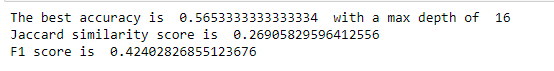 The best accuracy is  0.5653333333333334  with a max depth of  16
Jaccard similarity score is  0.26905829596412556
F1 score is  0.42402826855123676